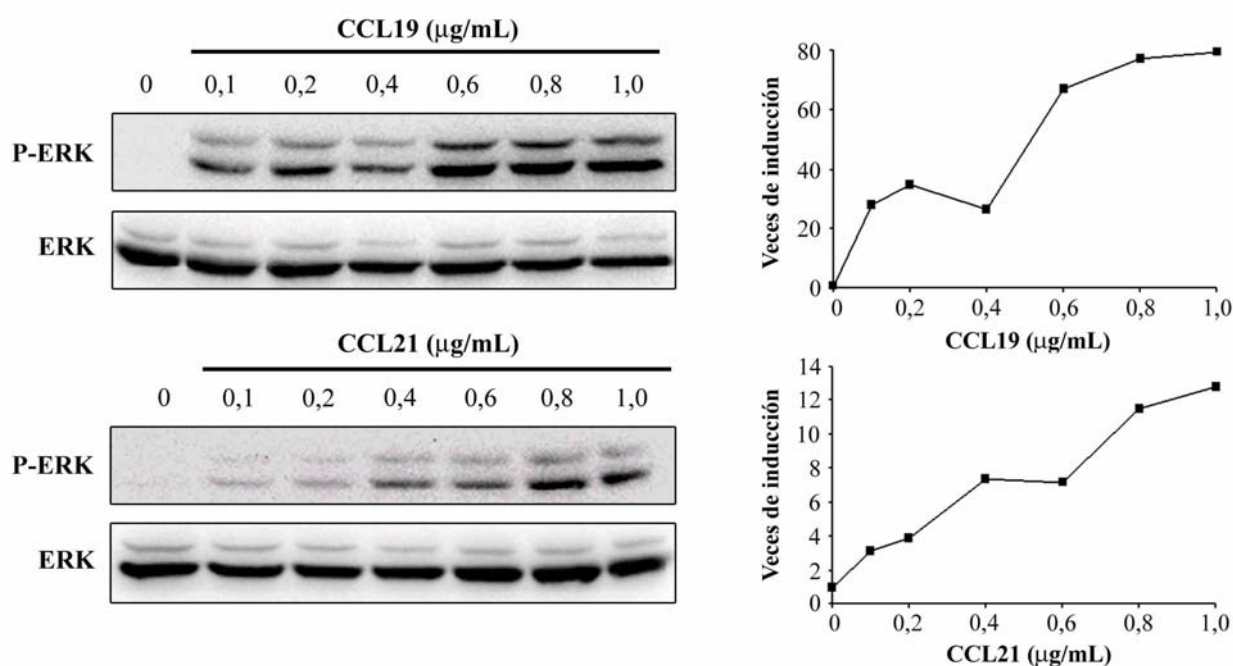 CCL19 (μg/mL)
0 0,1 0,2 0,4 0,6 0,8 1,0
P-ERK
ERK
Veces de inducción
80
60
40
20
0
0 0,2 0,4 0,6 0,8 1,0
CCL19 (μg/mL)
CCL21 (μg/mL)
0 0,1 0,2 0,4 0,6 0,8 1,0
P-ERK
ERK
Veces de inducción
14
12
10
8
6
4
2
0
0 0,2 0,4 0,6 0,8 1,0
CCL21 (μg/mL)